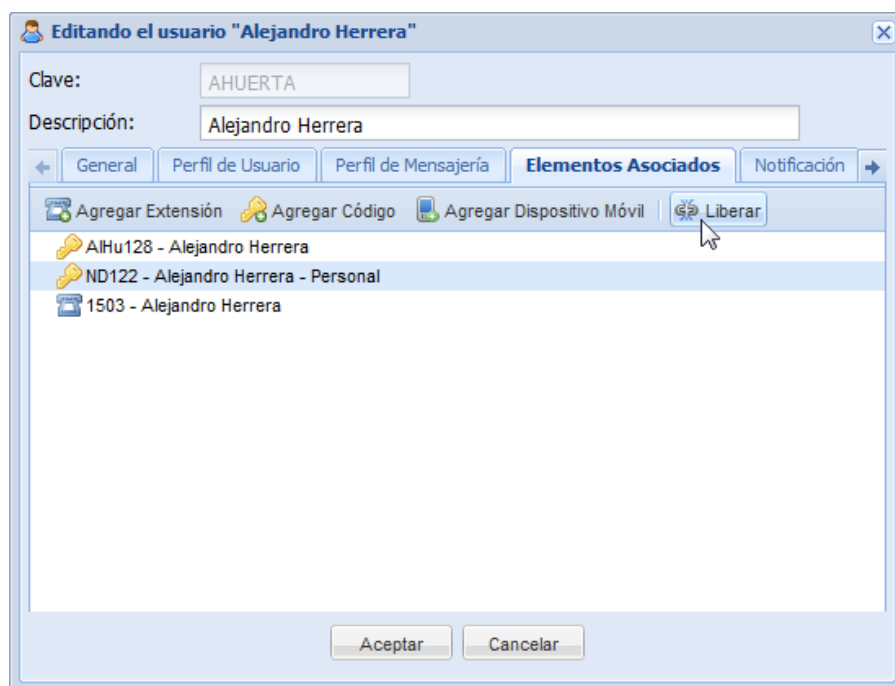 Editando el usuario "Alejandro Herrera"
Clave: AHUERTA
Descripción: Alejandro Herrera
General Perfil de Usuario Perfil de Mensajería Elementos Asociados Notificación
Agregar Extensión Agregar Código Agregar Dispositivo Móvil Liberar
AlHu128 - Alejandro Herrera
ND122 - Alejandro Herrera - Personal
1503 - Alejandro Herrera
Aceptar Cancelar